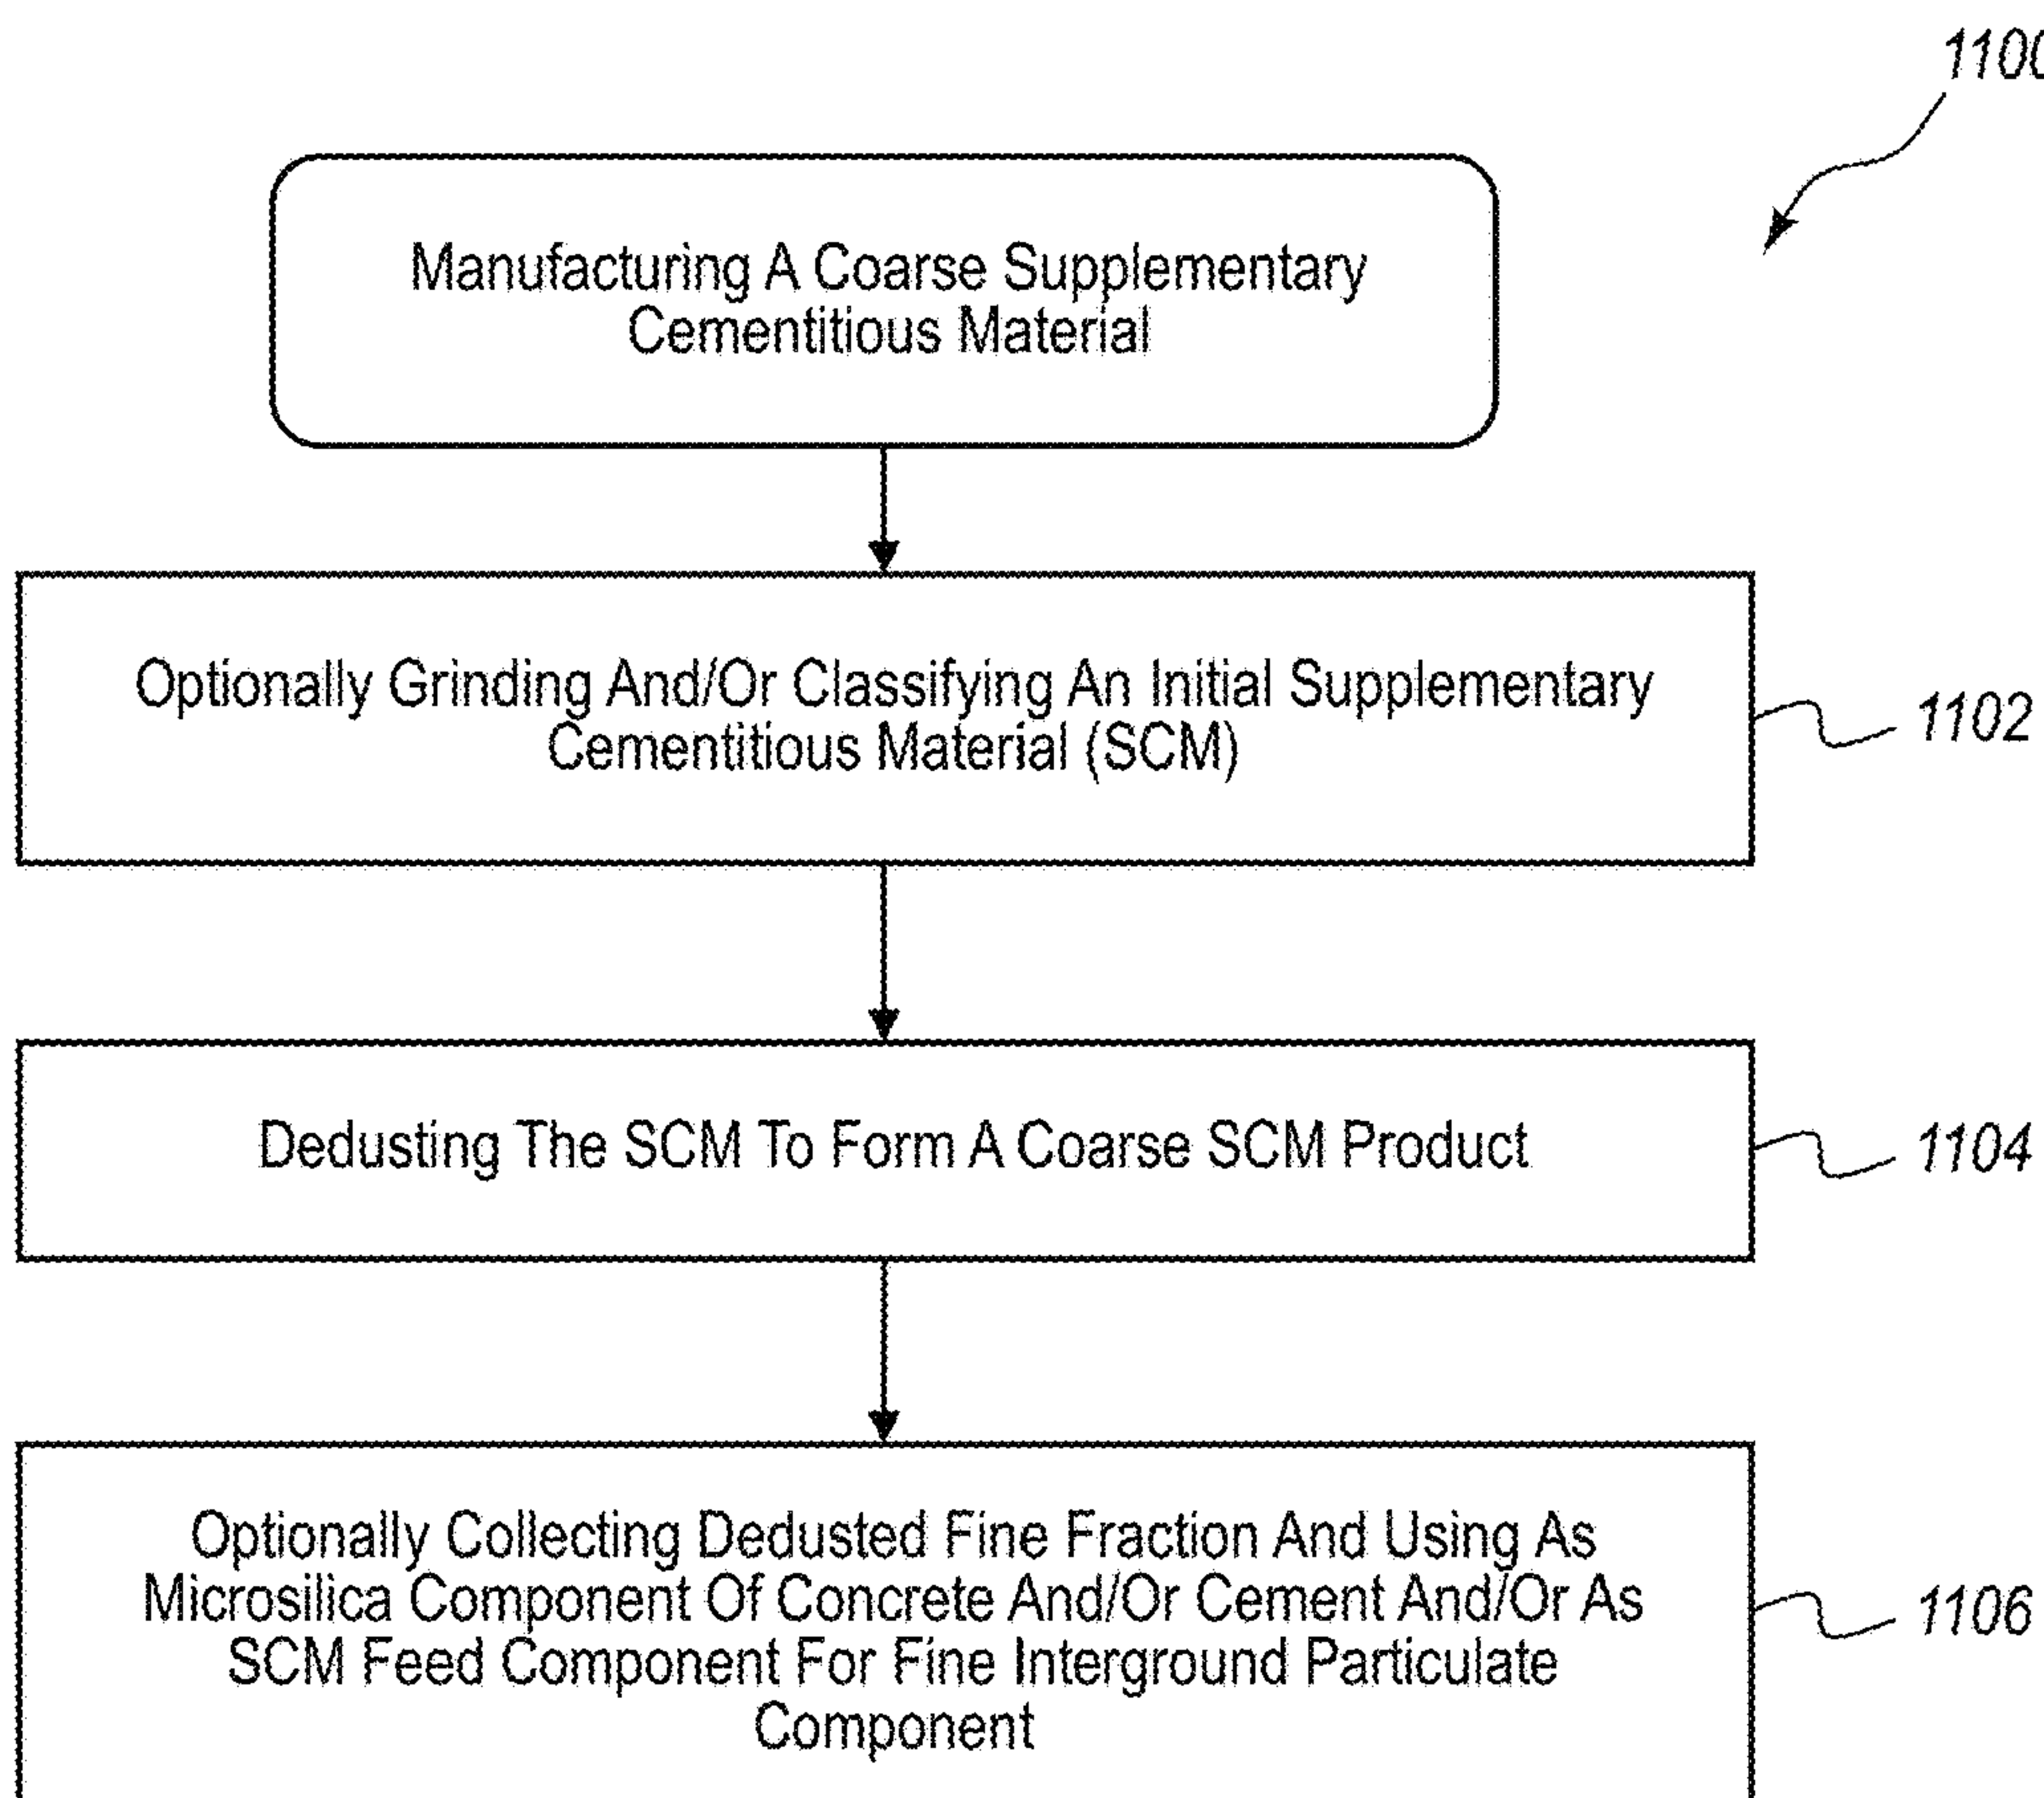 1100
Manufacturing A Coarse Supplementary
Cementitious Material
Optionally Grinding And/Or Classifying An Initial Supplementary
Cementitious Material (SCM)
1102
Dedusting The SCM To Form A Coarse SCM Product
1104
Optionally Collecting Dedusted Fine Fraction And Using As
Microsilica Component Of Concrete And/Or Cement And/Or As
SCM Feed Component For Fine Interground Particulate
Component
1106